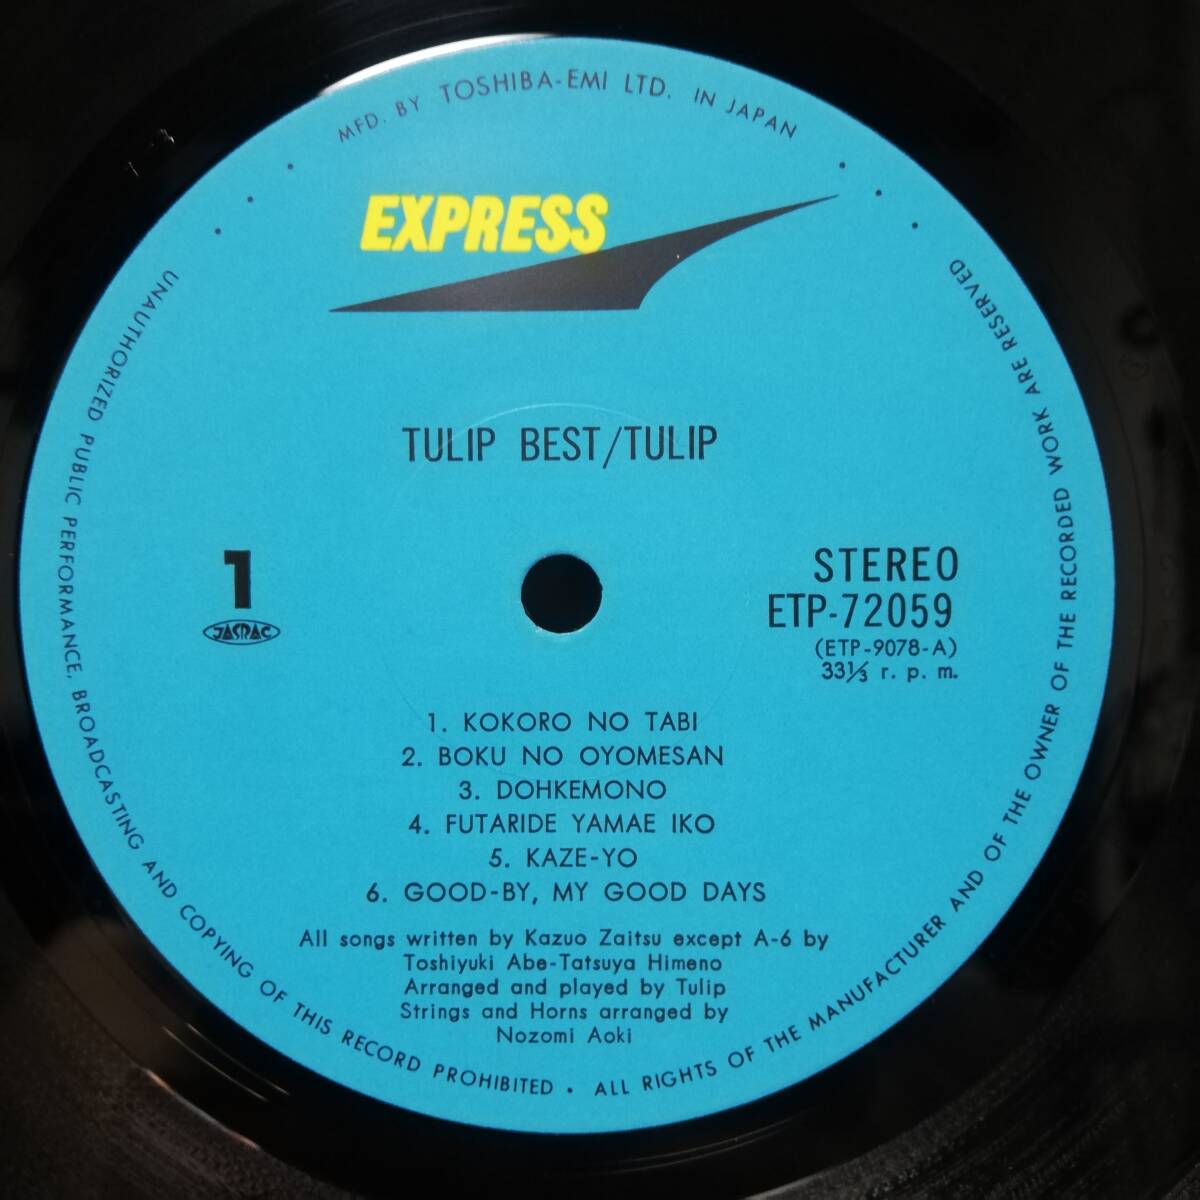 MFD. BY TOSHIBA-EMI LTD. IN JAPAN
EXPRESS
TULIP BEST/TULIP
1
JASRAC
STEREO
ETP-72059
(ETP-9078-A)
33⅓ r. p. m.
1. KOKORO NO TABI
2. BOKU NO OYOMESAN
3. DOHKEMONO
4. FUTARIDE YAMAE IKO
5. KAZE-YO
6. GOOD-BY, MY GOOD DAYS
All songs written by Kazuo Zaitsu except A-6 by
Toshiyuki Abe-Tatsuya Himeno
Arranged and played by Tulip
Strings and Horns arranged by
Nozomi Aoki
UNAUTHORIZED PUBLIC PERFORMANCE, BROADCASTING AND COPYING OF THIS RECORD PROHIBITED • ALL RIGHTS OF THE MANUFACTURER AND OF THE OWNER OF THE RECORDED WORK ARE RESERVED